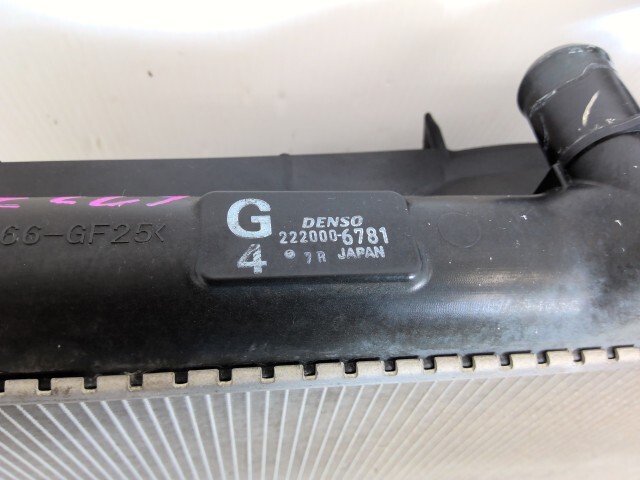 G
DENSO
222000-6781
4
7R JAPAN
66-GF25<